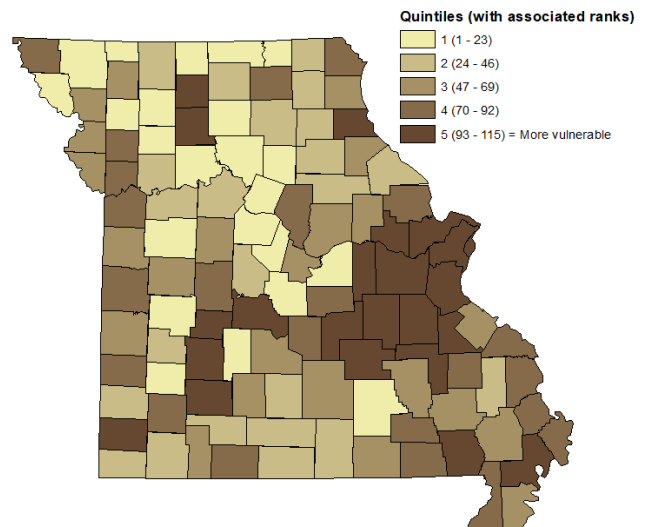 Quintiles (with associated ranks)
1 (1 - 23)
2 (24 - 46)
3 (47 - 69)
4 (70 - 92)
5 (93 - 115) = More vulnerable